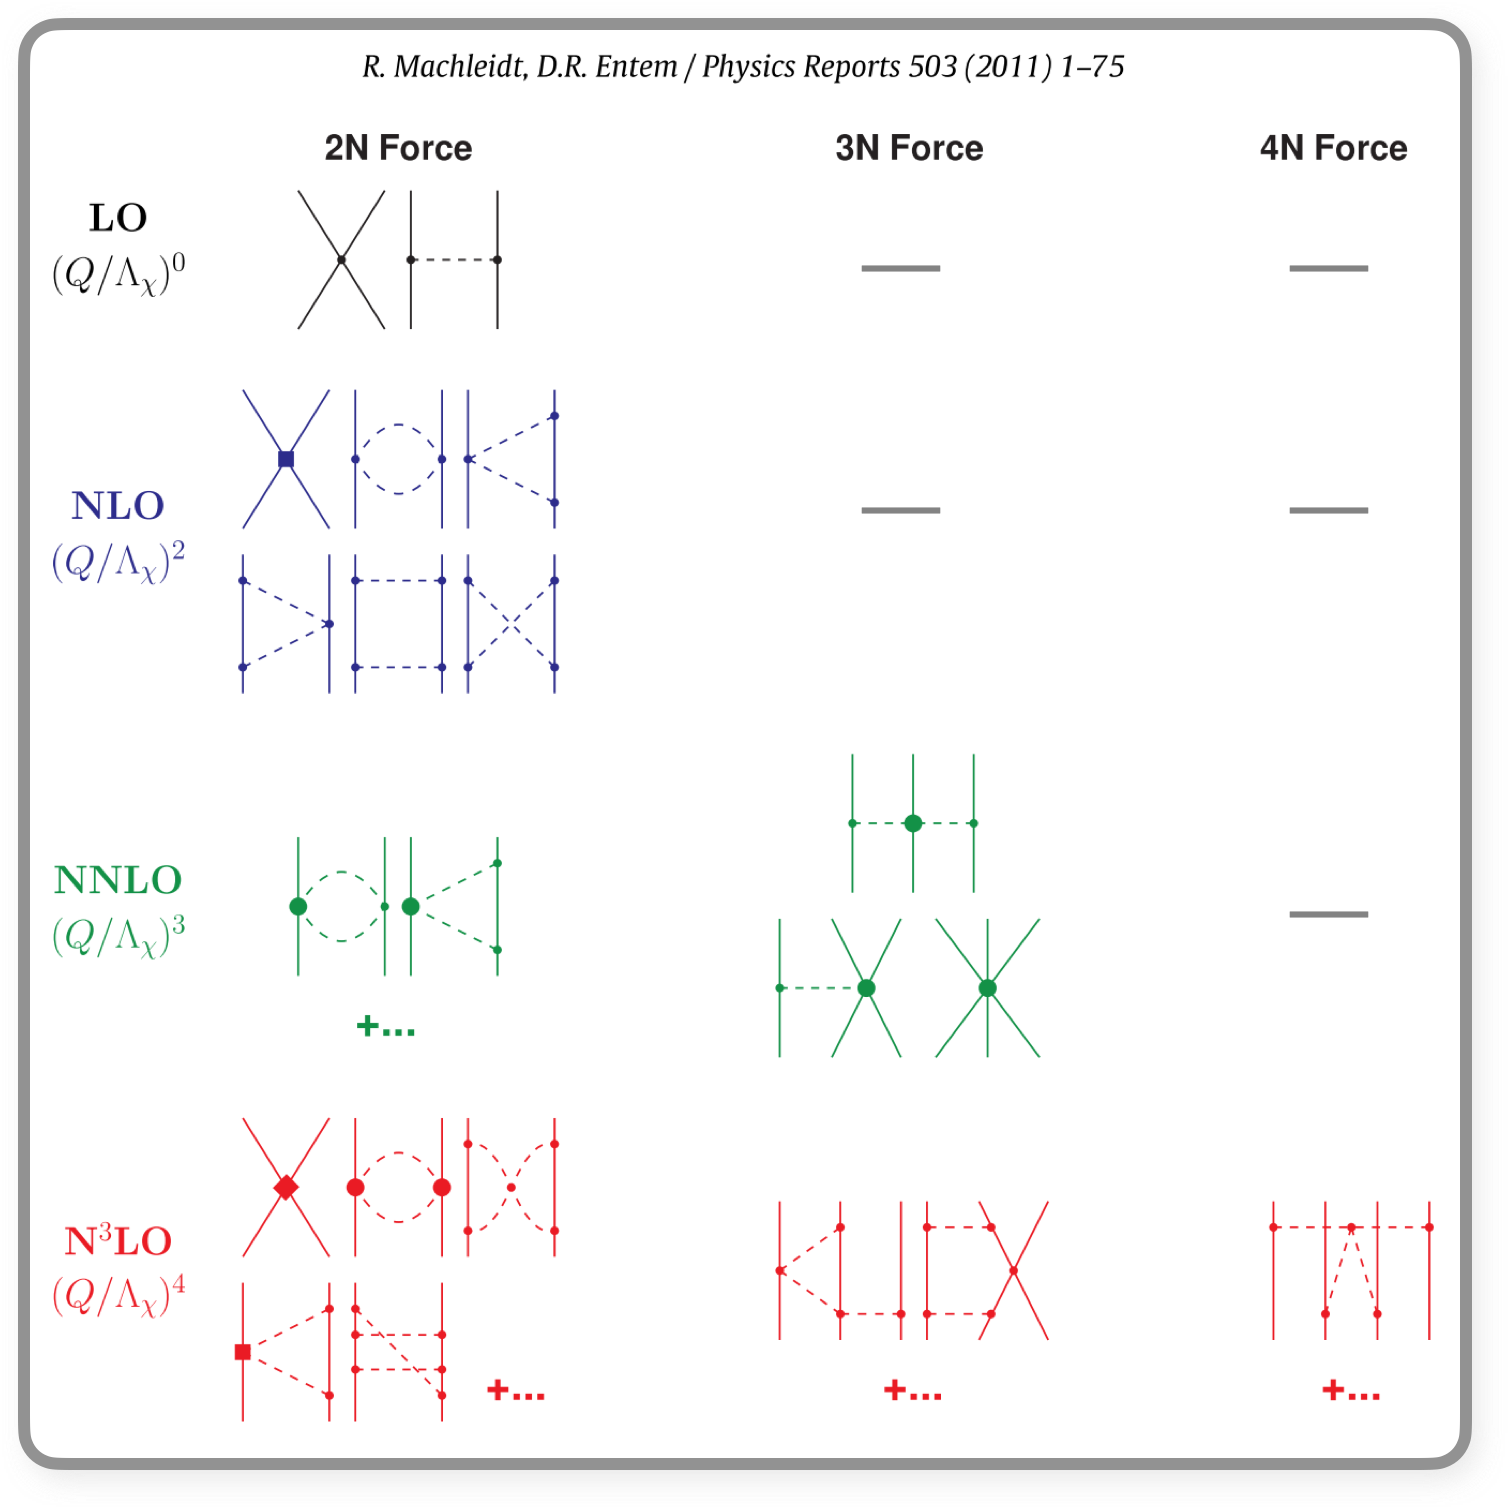 R. Machleidt, D.R. Entem / Physics Reports 503 (2011) 1–75
2N Force 3N Force 4N Force
LO
(Q/Λχ)⁰
NLO
(Q/Λχ)²
NNLO
(Q/Λχ)³
+...
N³LO
(Q/Λχ)⁴
+... +... +...